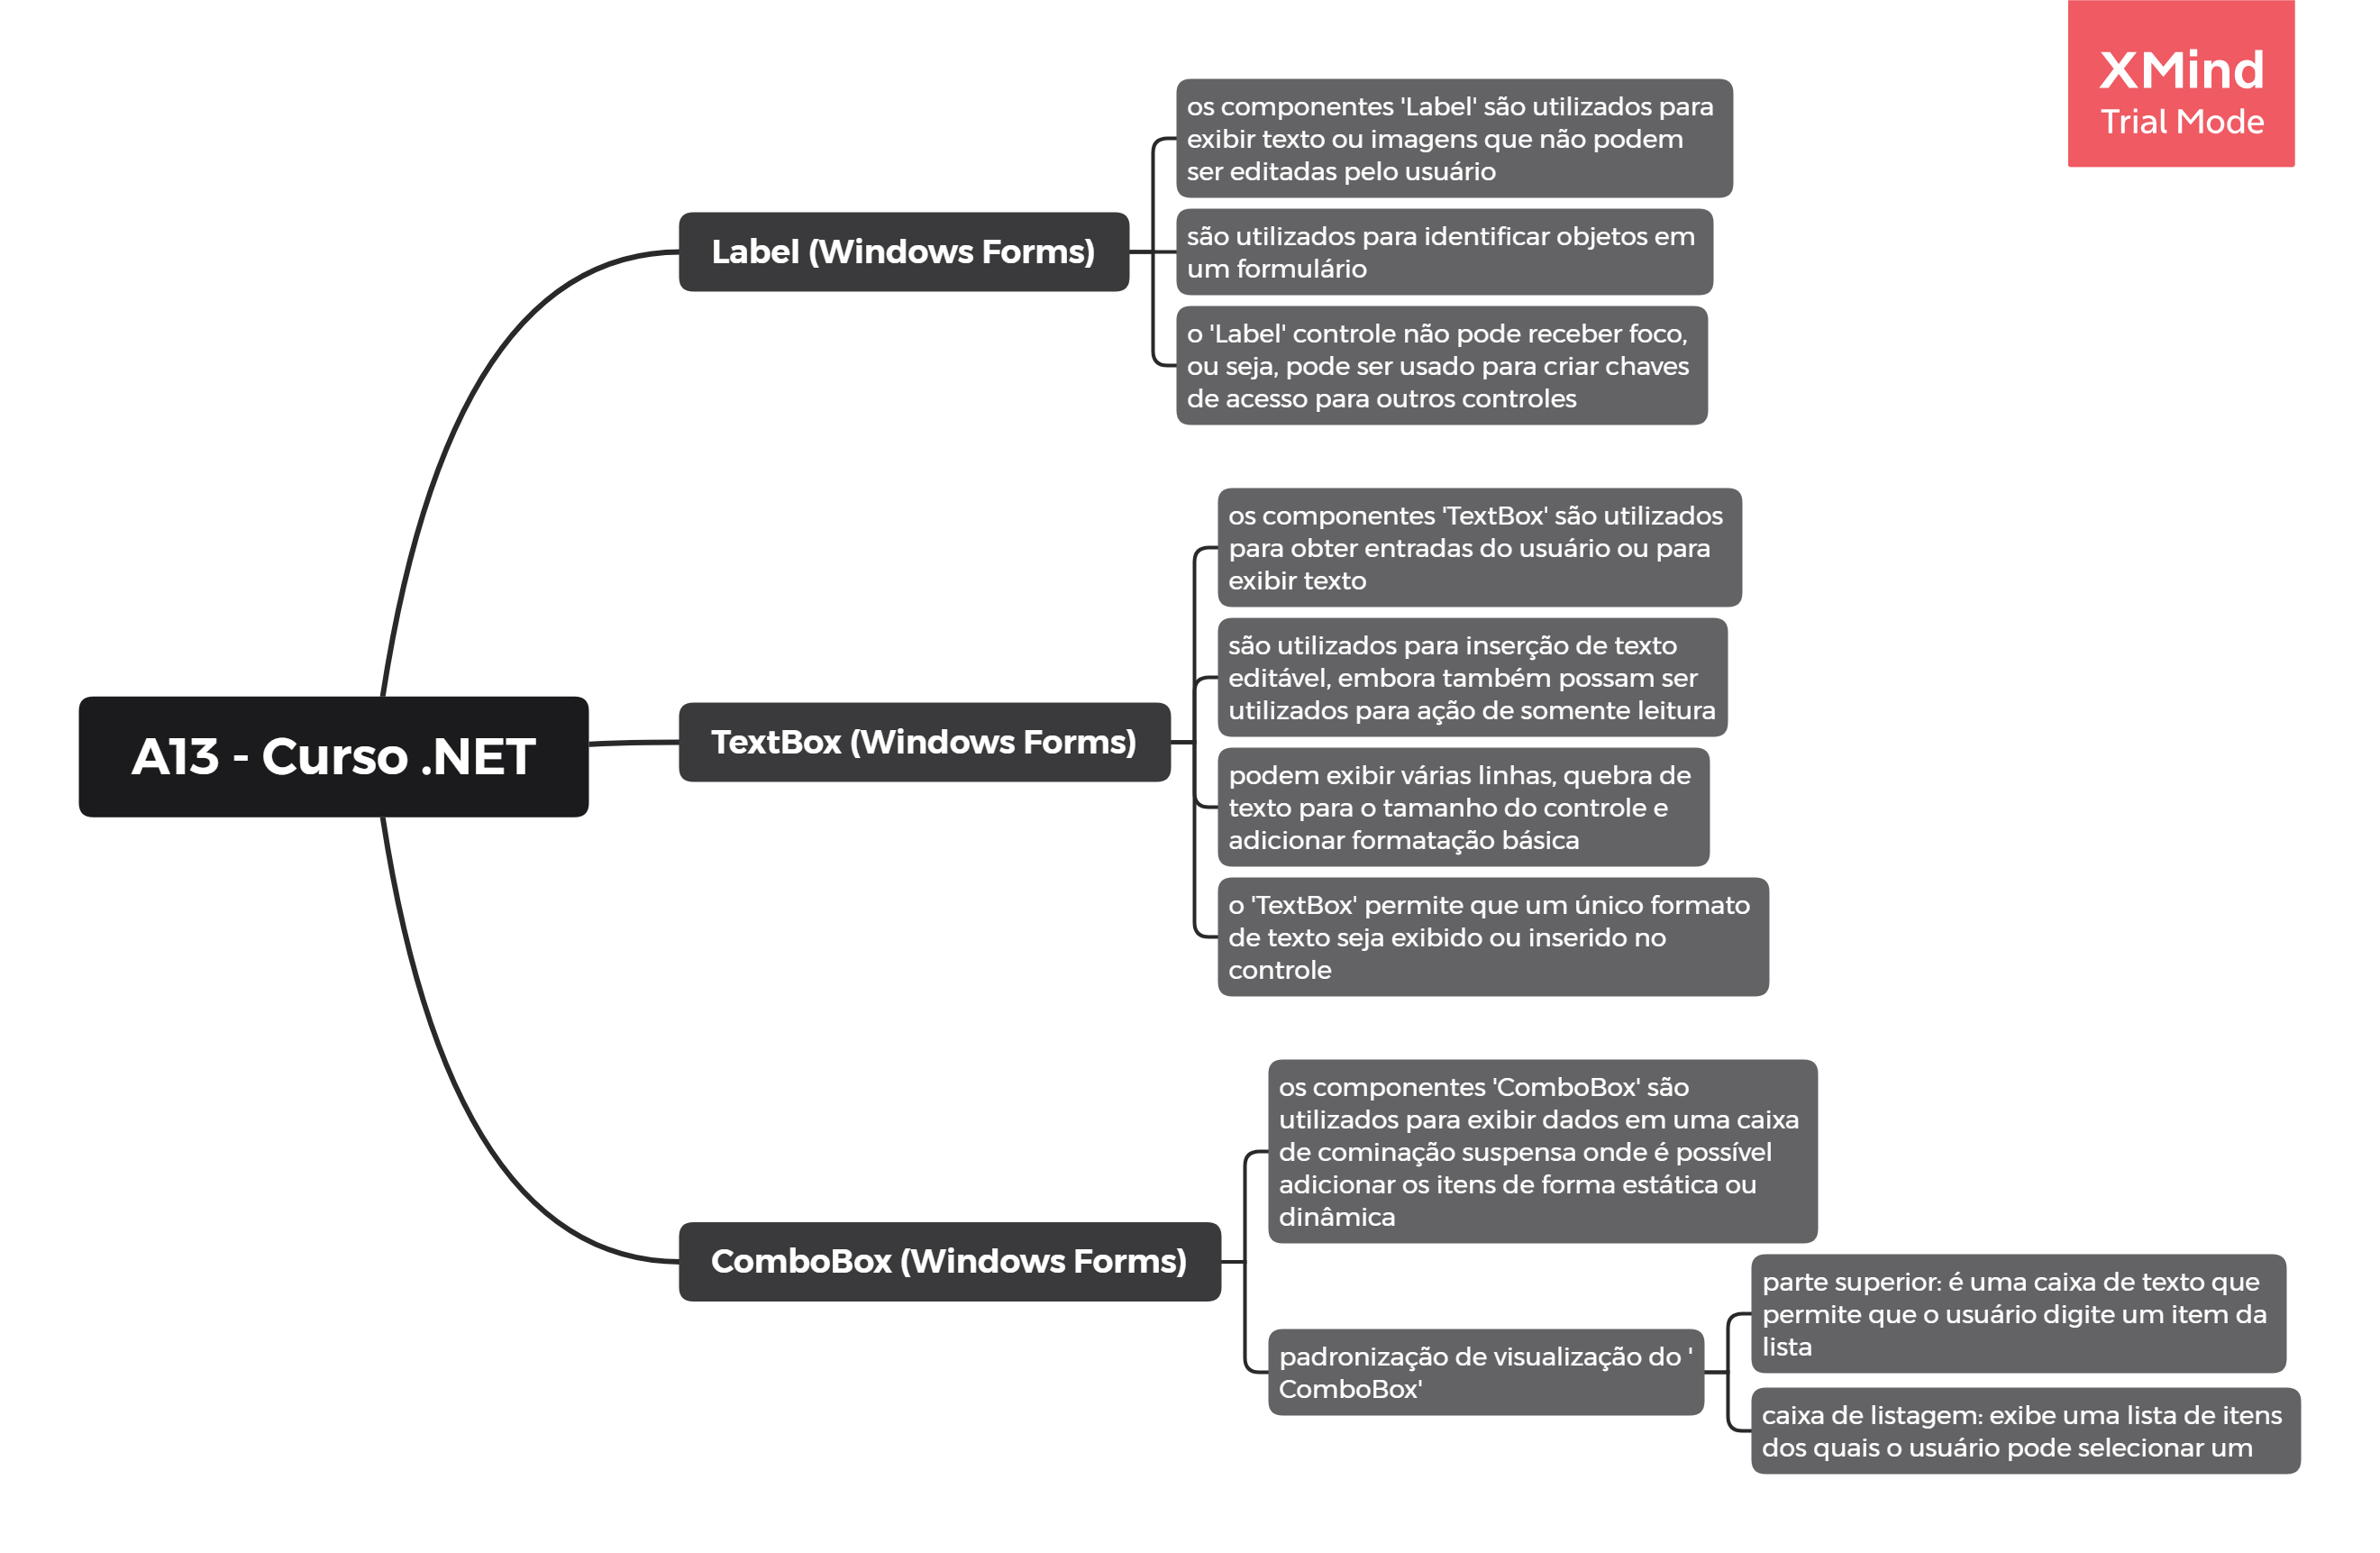 XMind
Trial Mode
os componentes 'Label' são utilizados para
exibir texto ou imagens que não podem
ser editadas pelo usuário
Label (Windows Forms)
são utilizados para identificar objetos em
um formulário
o 'Label' controle não pode receber foco,
ou seja, pode ser usado para criar chaves
de acesso para outros controles
os componentes 'TextBox' são utilizados
para obter entradas do usuário ou para
exibir texto
são utilizados para inserção de texto
editável, embora também possam ser
utilizados para ação de somente leitura
A13 - Curso .NET
TextBox (Windows Forms)
podem exibir várias linhas, quebra de
texto para o tamanho do controle e
adicionar formatação básica
o 'TextBox' permite que um único formato
de texto seja exibido ou inserido no
controle
os componentes 'ComboBox' são
utilizados para exibir dados em uma caixa
de cominação suspensa onde é possível
adicionar os itens de forma estática ou
dinâmica
ComboBox (Windows Forms)
padronização de visualização do '
ComboBox'
parte superior: é uma caixa de texto que
permite que o usuário digite um item da
lista
caixa de listagem: exibe uma lista de itens
dos quais o usuário pode selecionar um